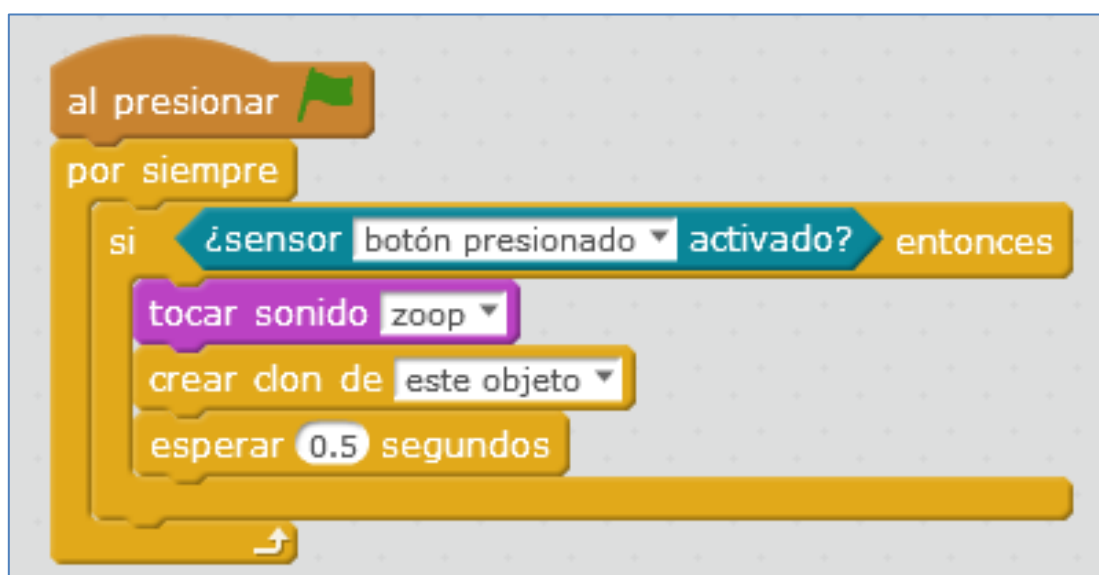 al presionar
por siempre
si ¿sensor botón presionado activado? entonces
tocar sonido zoop
crear clon de este objeto
esperar 0.5 segundos